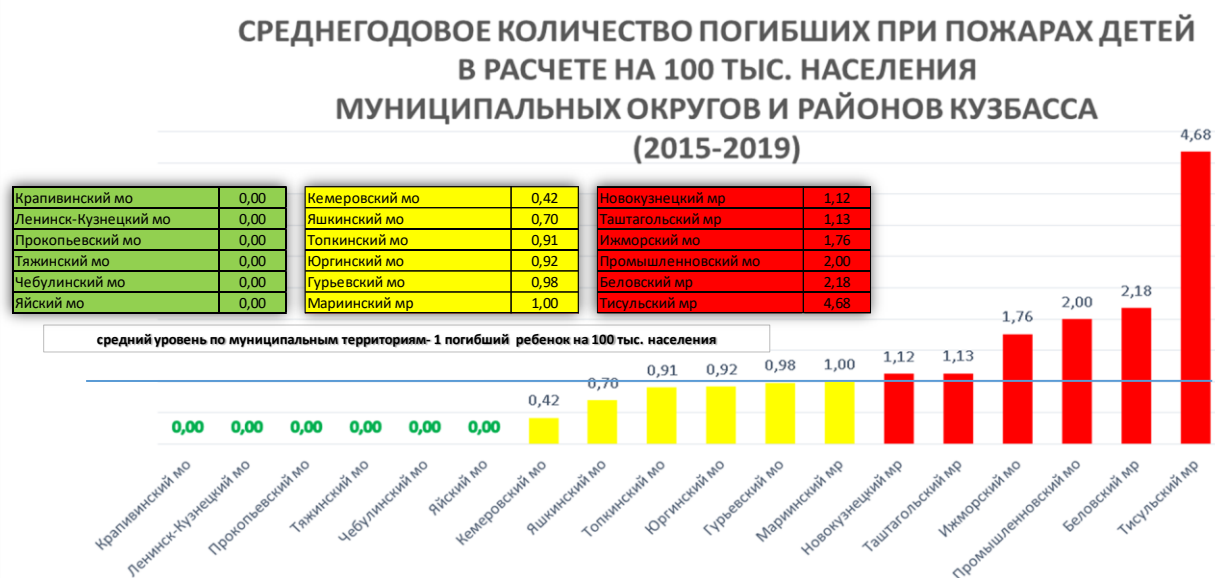 СРЕДНЕГОДОВОЕ КОЛИЧЕСТВО ПОГИБШИХ ПРИ ПОЖАРАХ ДЕТЕЙ
В РАСЧЕТЕ НА 100 ТЫС. НАСЕЛЕНИЯ
МУНИЦИПАЛЬНЫХ ОКРУГОВ И РАЙОНОВ КУЗБАССА
(2015-2019)
Крапивинский мо 0,00
Ленинск-Кузнецкий мо 0,00
Прокопьевский мо 0,00
Тяжинский мо 0,00
Чебулинский мо 0,00
Яйский мо 0,00
Кемеровский мо 0,42
Яшкинский мо 0,70
Топкинский мо 0,91
Юргинский мо 0,92
Гурьевский мо 0,98
Мариинский мр 1,00
Новокузнецкий мр 1,12
Таштагольский мр 1,13
Ижморский мо 1,76
Промышленновский мо 2,00
Беловский мр 2,18
Тисульский мр 4,68
средний уровень по муниципальным территориям- 1 погибший ребенок на 100 тыс. населения
0,00 0,00 0,00 0,00 0,00 0,00 0,42 0,70 0,91 0,92 0,98 1,00 1,12 1,13 1,76 2,00 2,18 4,68
Крапивинский мо
Ленинск-Кузнецкий мо
Прокопьевский мо
Тяжинский мо
Чебулинский мо
Яйский мо
Кемеровский мо
Яшкинский мо
Топкинский мо
Юргинский мо
Гурьевский мо
Мариинский мр
Новокузнецкий мр
Таштагольский мр
Ижморский мо
Промышленновский мо
Беловский мр
Тисульский мр